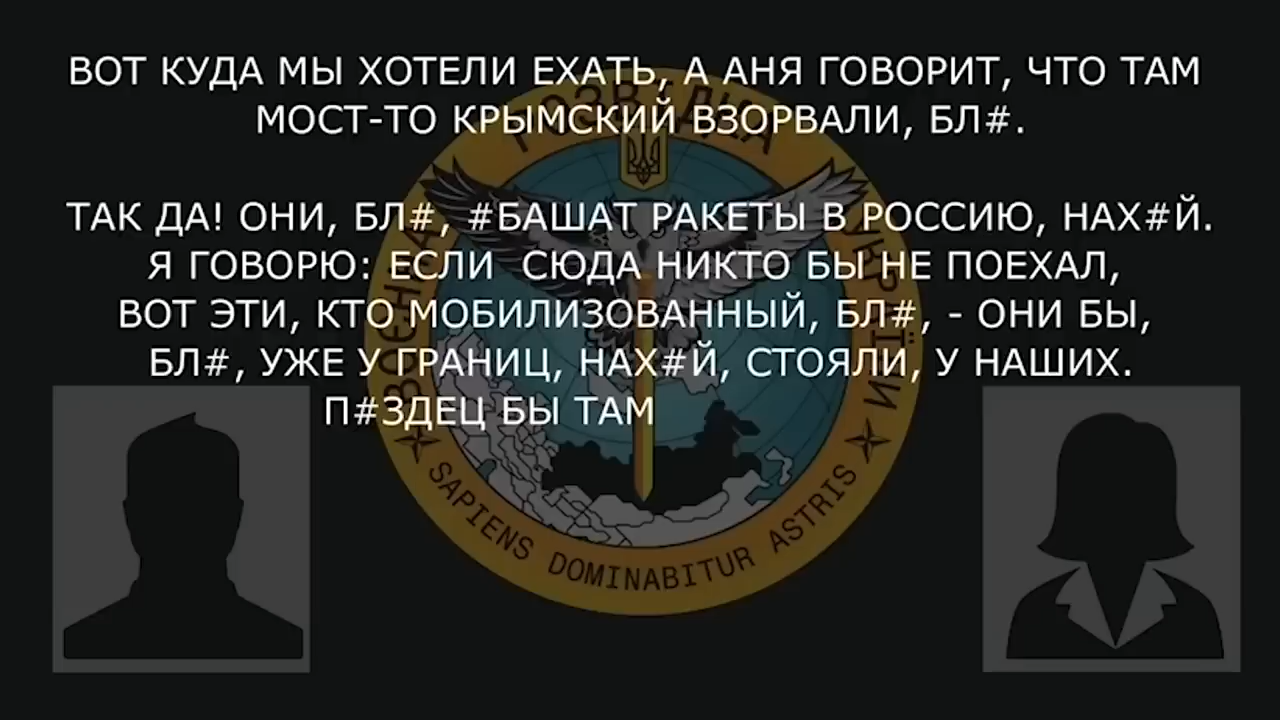 ВОТ КУДА МЫ ХОТЕЛИ ЕХАТЬ, А АНЯ ГОВОРИТ, ЧТО ТАМ
МОСТ-ТО КРЫМСКИЙ ВЗОРВАЛИ, БЛ#.
ТАК ДА! ОНИ, БЛ#, #БАШАТ РАКЕТЫ В РОССИЮ, НАХ#Й.
Я ГОВОРЮ: ЕСЛИ СЮДА НИКТО БЫ НЕ ПОЕХАЛ,
ВОТ ЭТИ, КТО МОБИЛИЗОВАННЫЙ, БЛ#, - ОНИ БЫ,
БЛ#, УЖЕ У ГРАНИЦ, НАХ#Й, СТОЯЛИ, У НАШИХ.
П#ЗДЕЦ БЫ ТАМ
SAPIENS DOMINABITUR ASTRIS